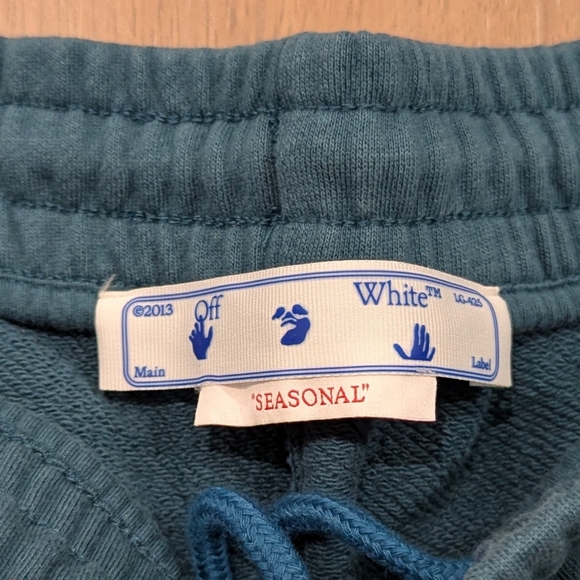 ©2013 Off White™ LG-425
Main Label
"SEASONAL"